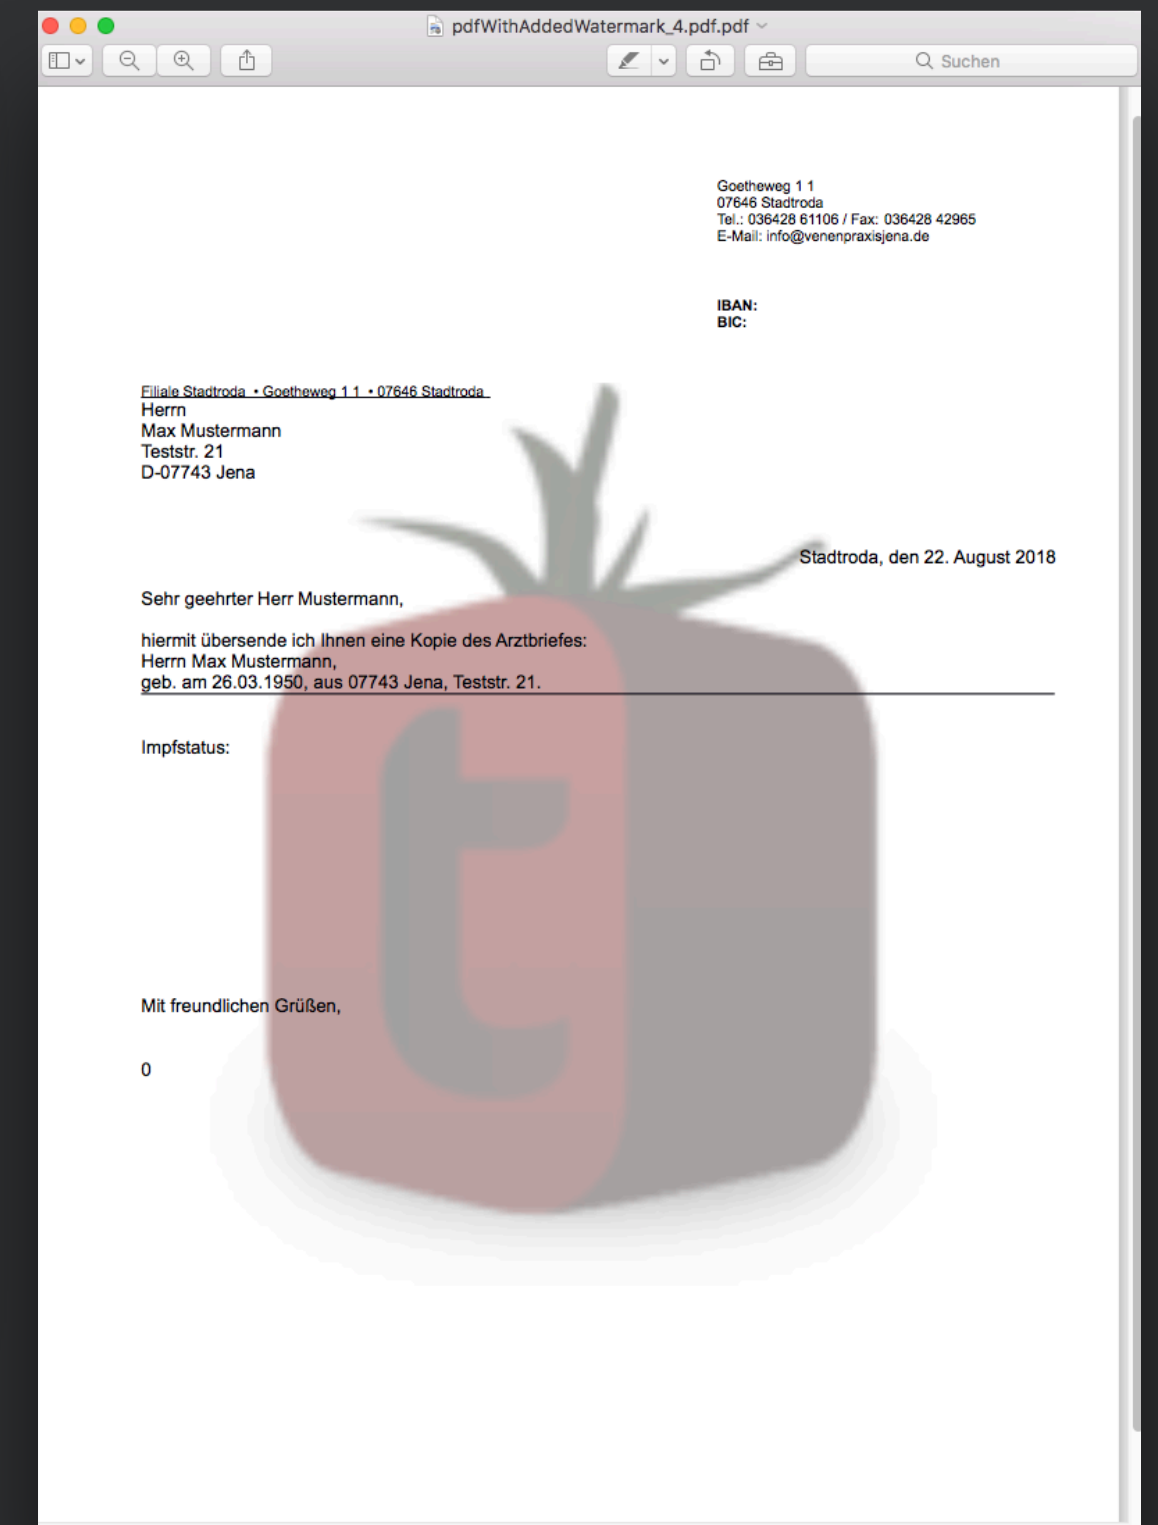 pdfWithAddedWatermark_4.pdf.pdf
Suchen
Goetheweg 1 1
07646 Stadtroda
Tel.: 036428 61106 / Fax: 036428 42965
E-Mail: info@venenpraxisjena.de
IBAN:
BIC:
Filiale Stadtroda • Goetheweg 1 1 • 07646 Stadtroda
Herrn
Max Mustermann
Teststr. 21
D-07743 Jena
Stadtroda, den 22. August 2018
Sehr geehrter Herr Mustermann,
hiermit übersende ich Ihnen eine Kopie des Arztbriefes:
Herrn Max Mustermann,
geb. am 26.03.1950, aus 07743 Jena, Teststr. 21.
Impfstatus:
t
Mit freundlichen Grüßen,
0